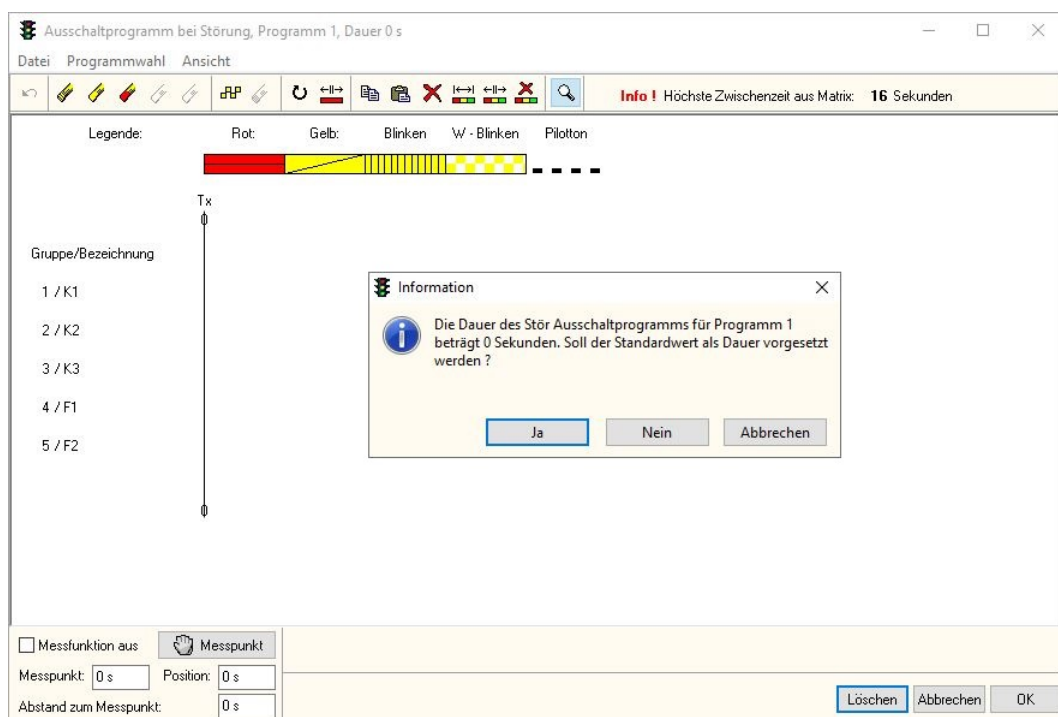 Ausschaltprogramm bei Störung, Programm 1, Dauer 0 s
Datei Programmwahl Ansicht
Info ! Höchste Zwischenzeit aus Matrix: 16 Sekunden
Legende: Rot: Gelb: Blinken W - Blinken Pilotton
Tx
0
Gruppe/Bezeichnung
1 / K1
2 / K2
3 / K3
4 / F1
5 / F2
0
Information
Die Dauer des Stör Ausschaltprogramms für Programm 1
beträgt 0 Sekunden. Soll der Standardwert als Dauer vorgesetzt
werden ?
Ja Nein Abbrechen
Messfunktion aus Messpunkt
Messpunkt: 0 s Position: 0 s
Abstand zum Messpunkt: 0 s
Löschen Abbrechen OK